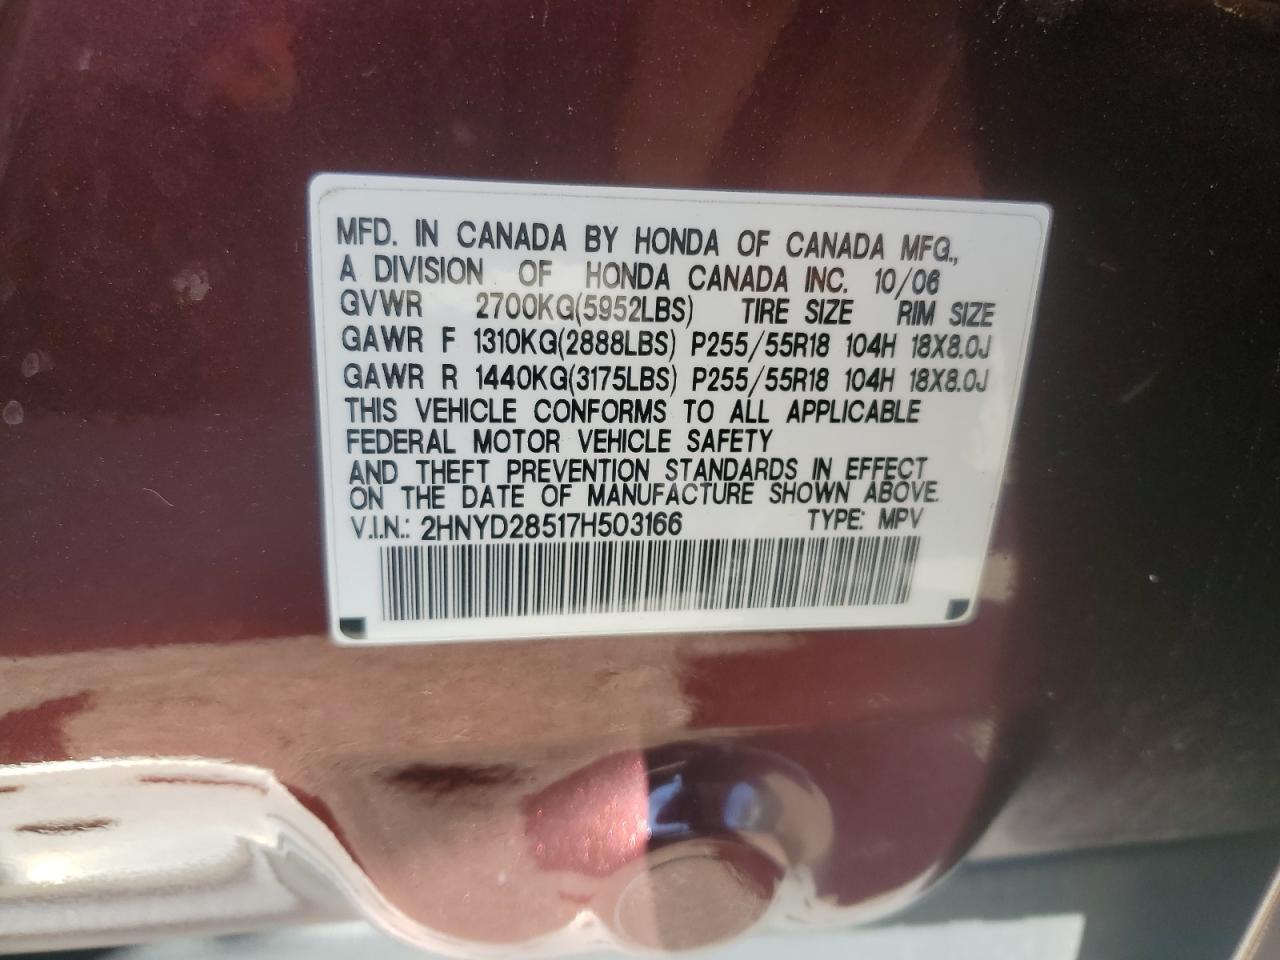 MFD. IN CANADA BY HONDA OF CANADA MFG.,
A DIVISION OF HONDA CANADA INC. 10/06
GVWR 2700KG(5952LBS) TIRE SIZE RIM SIZE
GAWR F 1310KG(2888LBS) P255/55R18 104H 18X8.0J
GAWR R 1440KG(3175LBS) P255/55R18 104H 18X8.0J
THIS VEHICLE CONFORMS TO ALL APPLICABLE
FEDERAL MOTOR VEHICLE SAFETY
AND THEFT PREVENTION STANDARDS IN EFFECT
ON THE DATE OF MANUFACTURE SHOWN ABOVE.
V.I.N.: 2HNYD28517H503166 TYPE: MPV